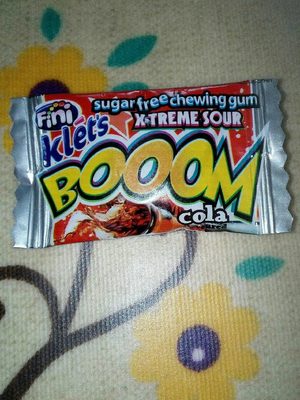 Fini
sugar free chewing gum
klet's
X-TREME SOUR
BOOOM
cola